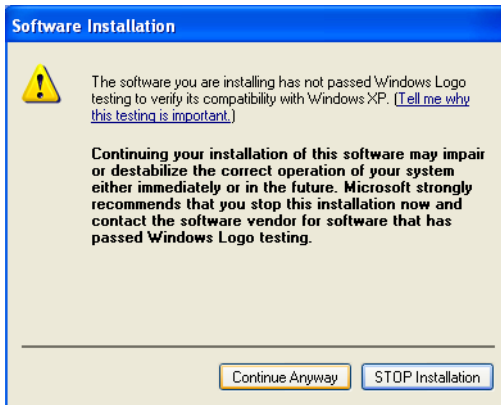 Software Installation
The software you are installing has not passed Windows Logo
testing to verify its compatibility with Windows XP. (Tell me why
this testing is important.)
Continuing your installation of this software may impair
or destabilize the correct operation of your system
either immediately or in the future. Microsoft strongly
recommends that you stop this installation now and
contact the software vendor for software that has
passed Windows Logo testing.
Continue Anyway
STOP Installation